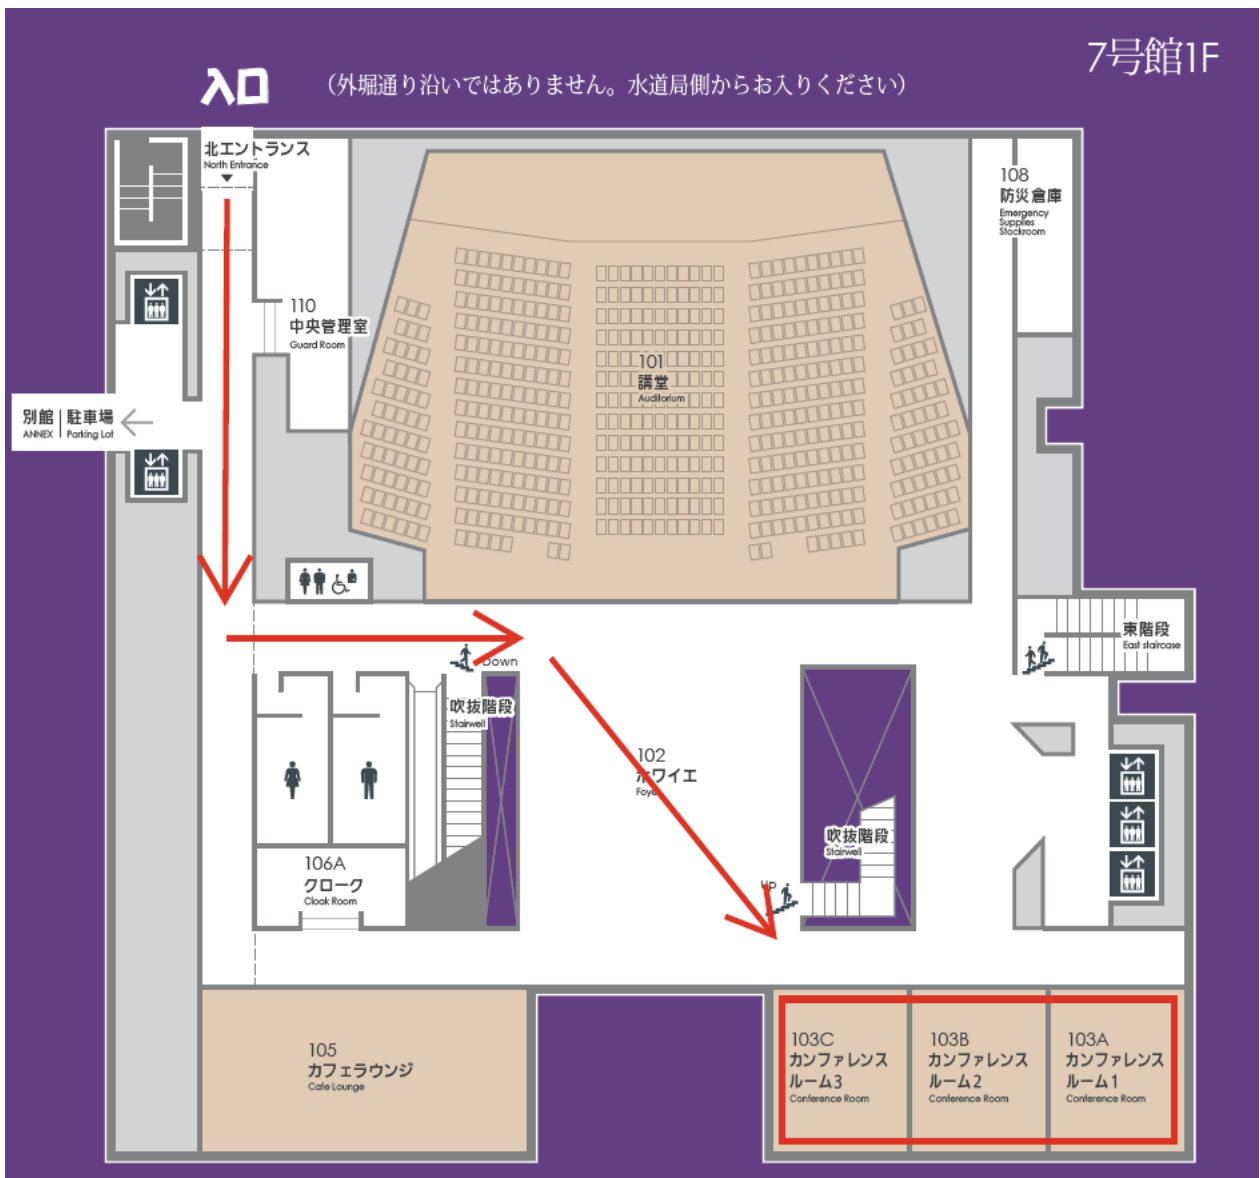 7号館1F
入口
（外堀通り沿いではありません。水道局側からお入りください）
北エントランス
North Entrance
108
防災倉庫
Emergency
Supplies
Stockroom
110
中央管理室
Guard Room
101
講堂
Auditorium
別館
駐車場
ANNEX
Parking Lot
東階段
East staircase
Down
吹抜階段
Stairwell
102
ホワイエ
Foyer
吹抜階段
Stairwell
Up
106A
クローク
Cloak Room
105
カフェラウンジ
Cafe Lounge
103C
カンファレンス
ルーム3
Conference Room
103B
カンファレンス
ルーム2
Conference Room
103A
カンファレンス
ルーム1
Conference Room